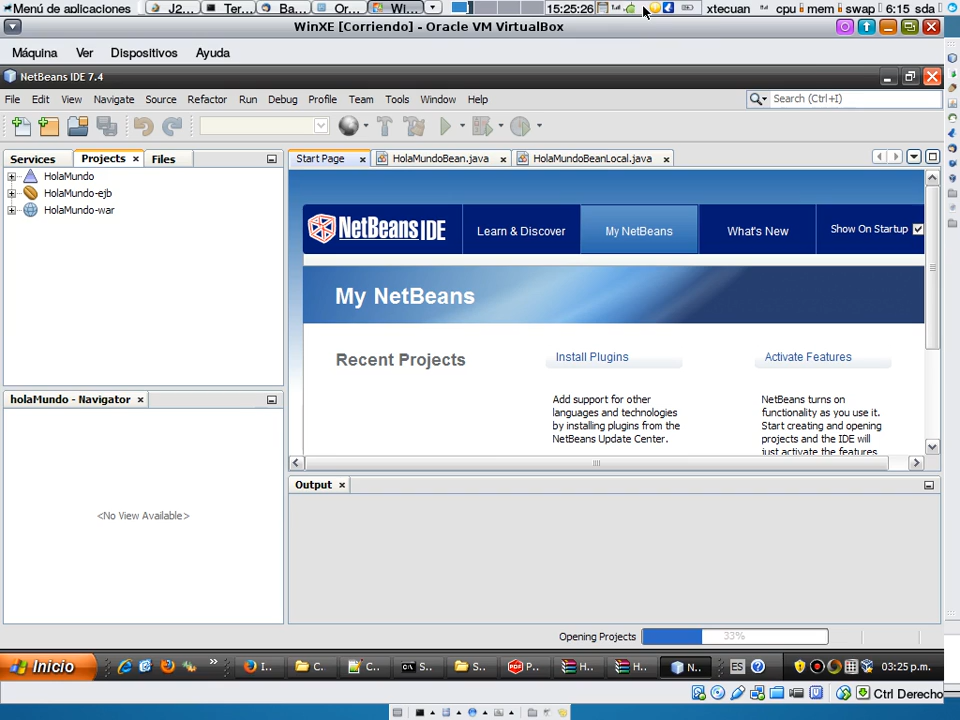 Menú de aplicaciones J2... Ter... Ba... Or... Wi... 15:25:26 xtecuan cpu mem swap 6:15 sda
WinXE [Corriendo] - Oracle VM VirtualBox
Máquina Ver Dispositivos Ayuda
NetBeans IDE 7.4
File Edit View Navigate Source Refactor Run Debug Profile Team Tools Window Help Search (Ctrl+I)
Services Projects Files Start Page HolaMundoBean.java HolaMundoBeanLocal.java
HolaMundo
HolaMundo-ejb
HolaMundo-war
NetBeans IDE Learn & Discover My NetBeans What's New Show On Startup
My NetBeans
Recent Projects Install Plugins Activate Features
Add support for other
languages and technologies
by installing plugins from the
NetBeans Update Center.
NetBeans turns on
functionality as you use it.
Start creating and opening
projects and the IDE will
just activate the features
holaMundo - Navigator
<No View Available>
Output
Opening Projects 33%
Inicio » I... C... C... S... S... P... H... H... N... ES 03:25 p.m.
Ctrl Derecho